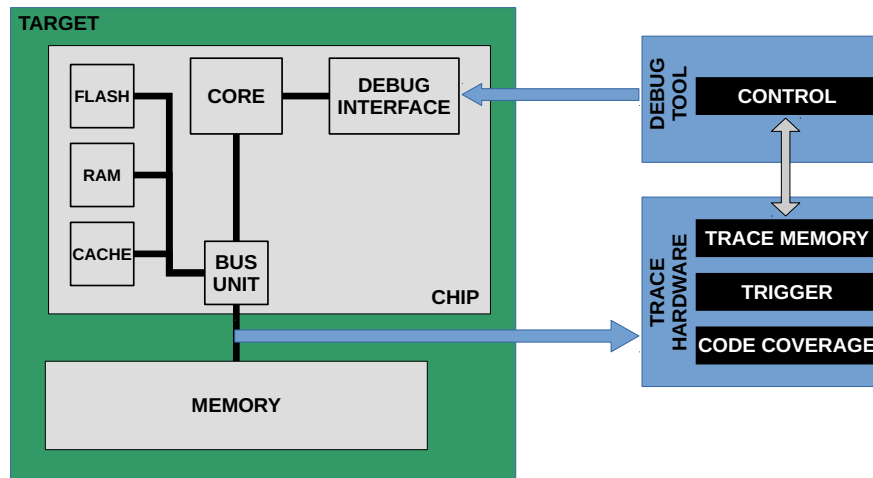 TARGET
FLASH
CORE
DEBUG
INTERFACE
RAM
CACHE
BUS
UNIT
CHIP
MEMORY
DEBUG
TOOL
CONTROL
TRACE
HARDWARE
TRACE MEMORY
TRIGGER
CODE COVERAGE